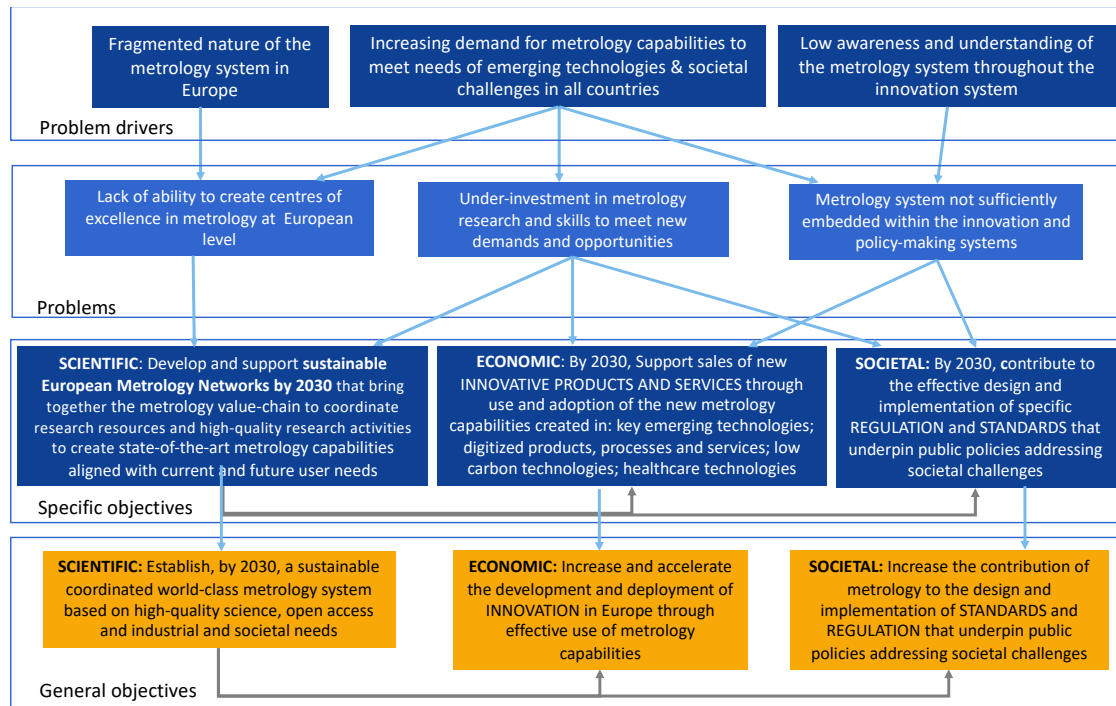 Fragmented nature of the
metrology system in
Europe
Increasing demand for metrology capabilities to
meet needs of emerging technologies & societal
challenges in all countries
Low awareness and understanding of
the metrology system throughout the
innovation system
Problem drivers
Lack of ability to create centres of
excellence in metrology at European
level
Under-investment in metrology
research and skills to meet new
demands and opportunities
Metrology system not sufficiently
embedded within the innovation and
policy-making systems
Problems
SCIENTIFIC: Develop and support sustainable
European Metrology Networks by 2030 that bring
together the metrology value-chain to coordinate
research resources and high-quality research activities
to create state-of-the-art metrology capabilities
aligned with current and future user needs
ECONOMIC: By 2030, Support sales of new
INNOVATIVE PRODUCTS AND SERVICES through
use and adoption of the new metrology
capabilities created in: key emerging technologies;
digitized products, processes and services; low
carbon technologies; healthcare technologies
SOCIETAL: By 2030, contribute to
the effective design and
implementation of specific
REGULATION and STANDARDS that
underpin public policies addressing
societal challenges
Specific objectives
SCIENTIFIC: Establish, by 2030, a sustainable
coordinated world-class metrology system
based on high-quality science, open access
and industrial and societal needs
ECONOMIC: Increase and accelerate
the development and deployment of
INNOVATION in Europe through
effective use of metrology
capabilities
SOCIETAL: Increase the contribution of
metrology to the design and
implementation of STANDARDS and
REGULATION that underpin public
policies addressing societal challenges
General objectives